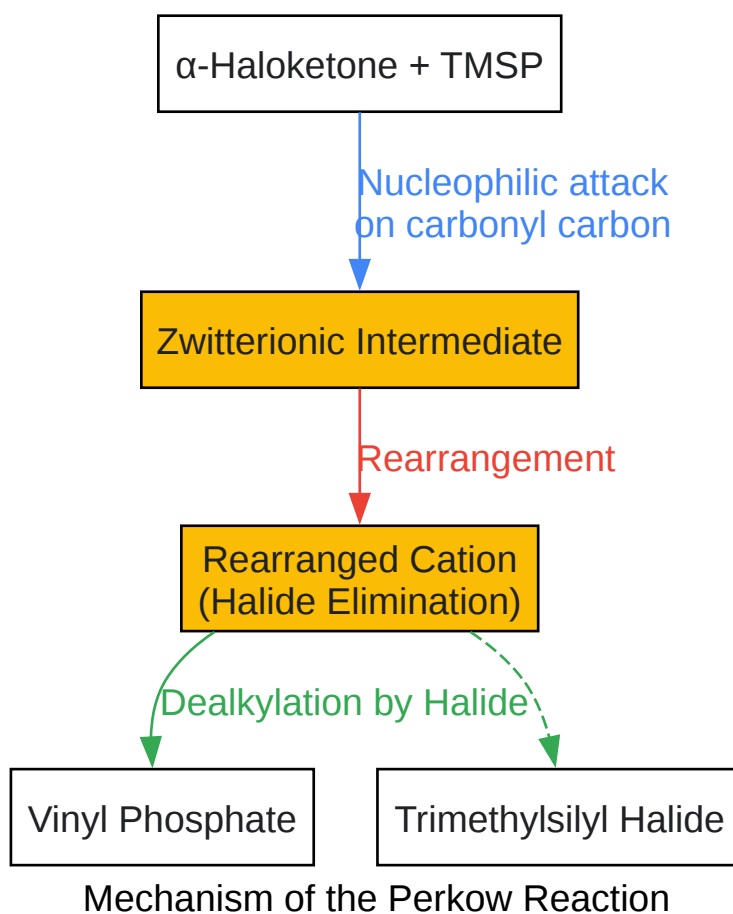 α-Haloketone + TMSP
Nucleophilic attack
on carbonyl carbon
Zwitterionic Intermediate
Rearrangement
Rearranged Cation
(Halide Elimination)
Dealkylation by Halide
Vinyl Phosphate
Trimethylsilyl Halide
Mechanism of the Perkow Reaction